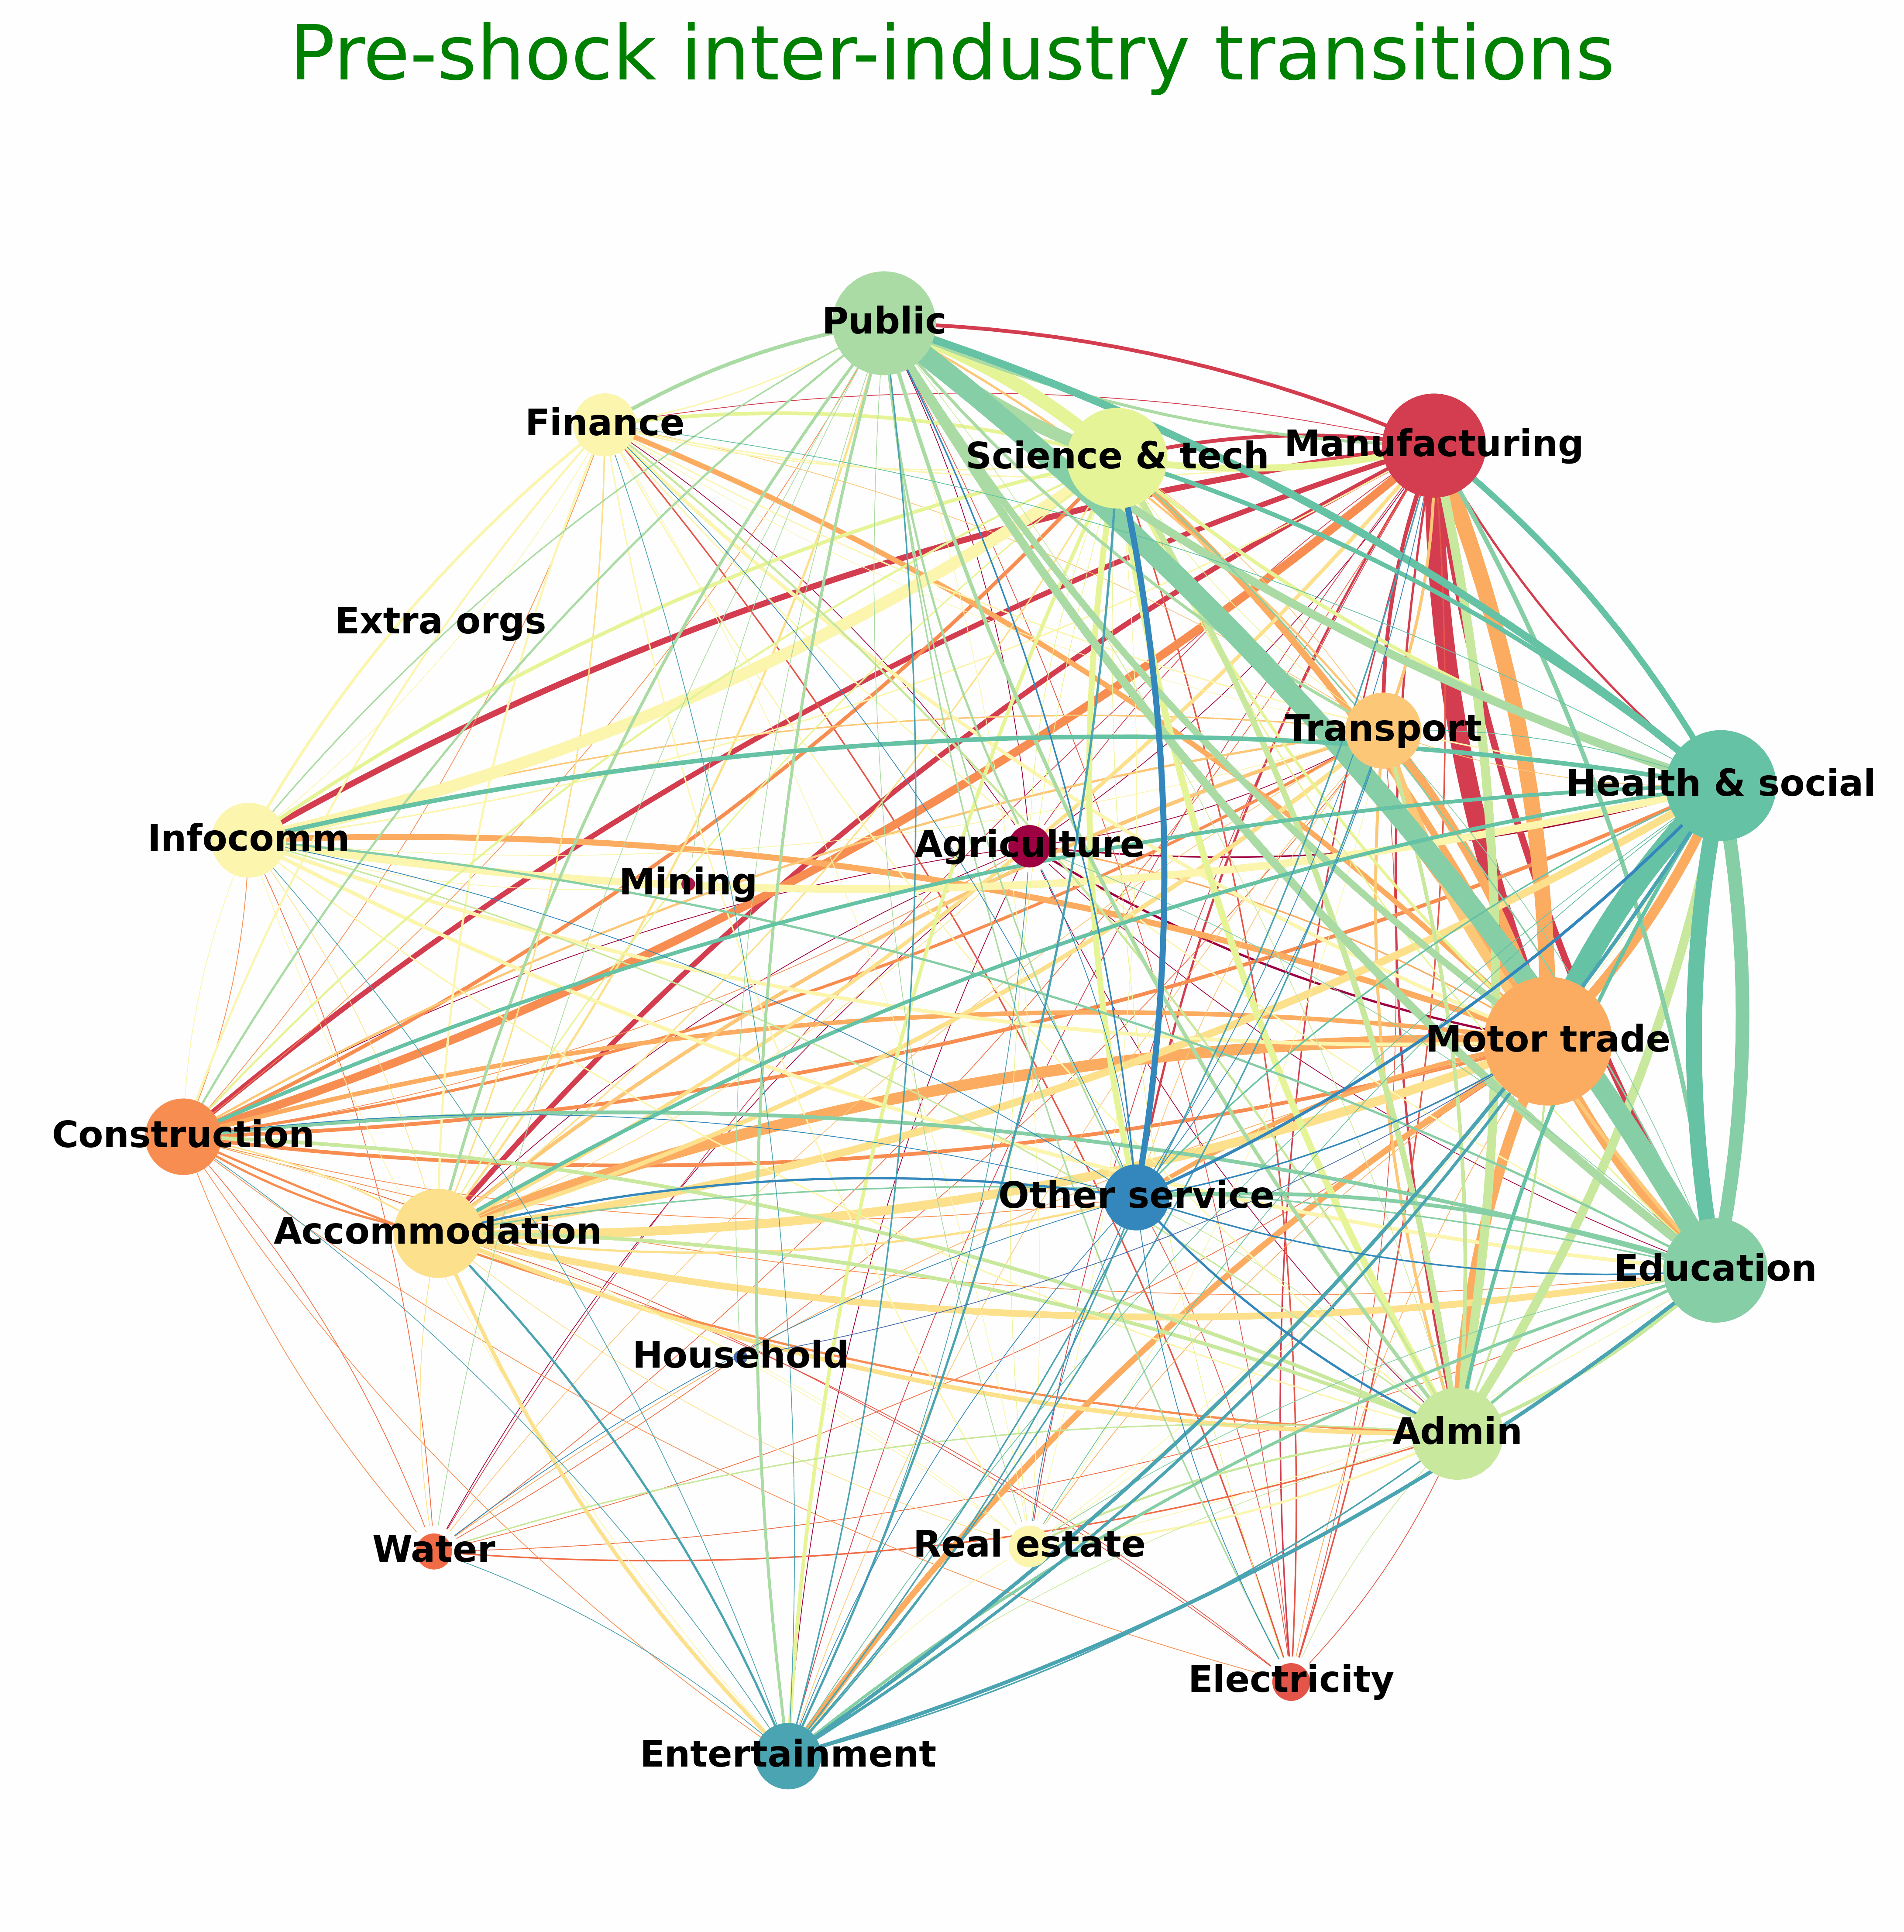 Pre-shock inter-industry transitions
Public
Finance
Science & tech
Manufacturing
Extra orgs
Transport
Health & social
Infocomm
Agriculture
Mining
Motor trade
Construction
Other service
Accommodation
Education
Household
Admin
Water
Real estate
Electricity
Entertainment